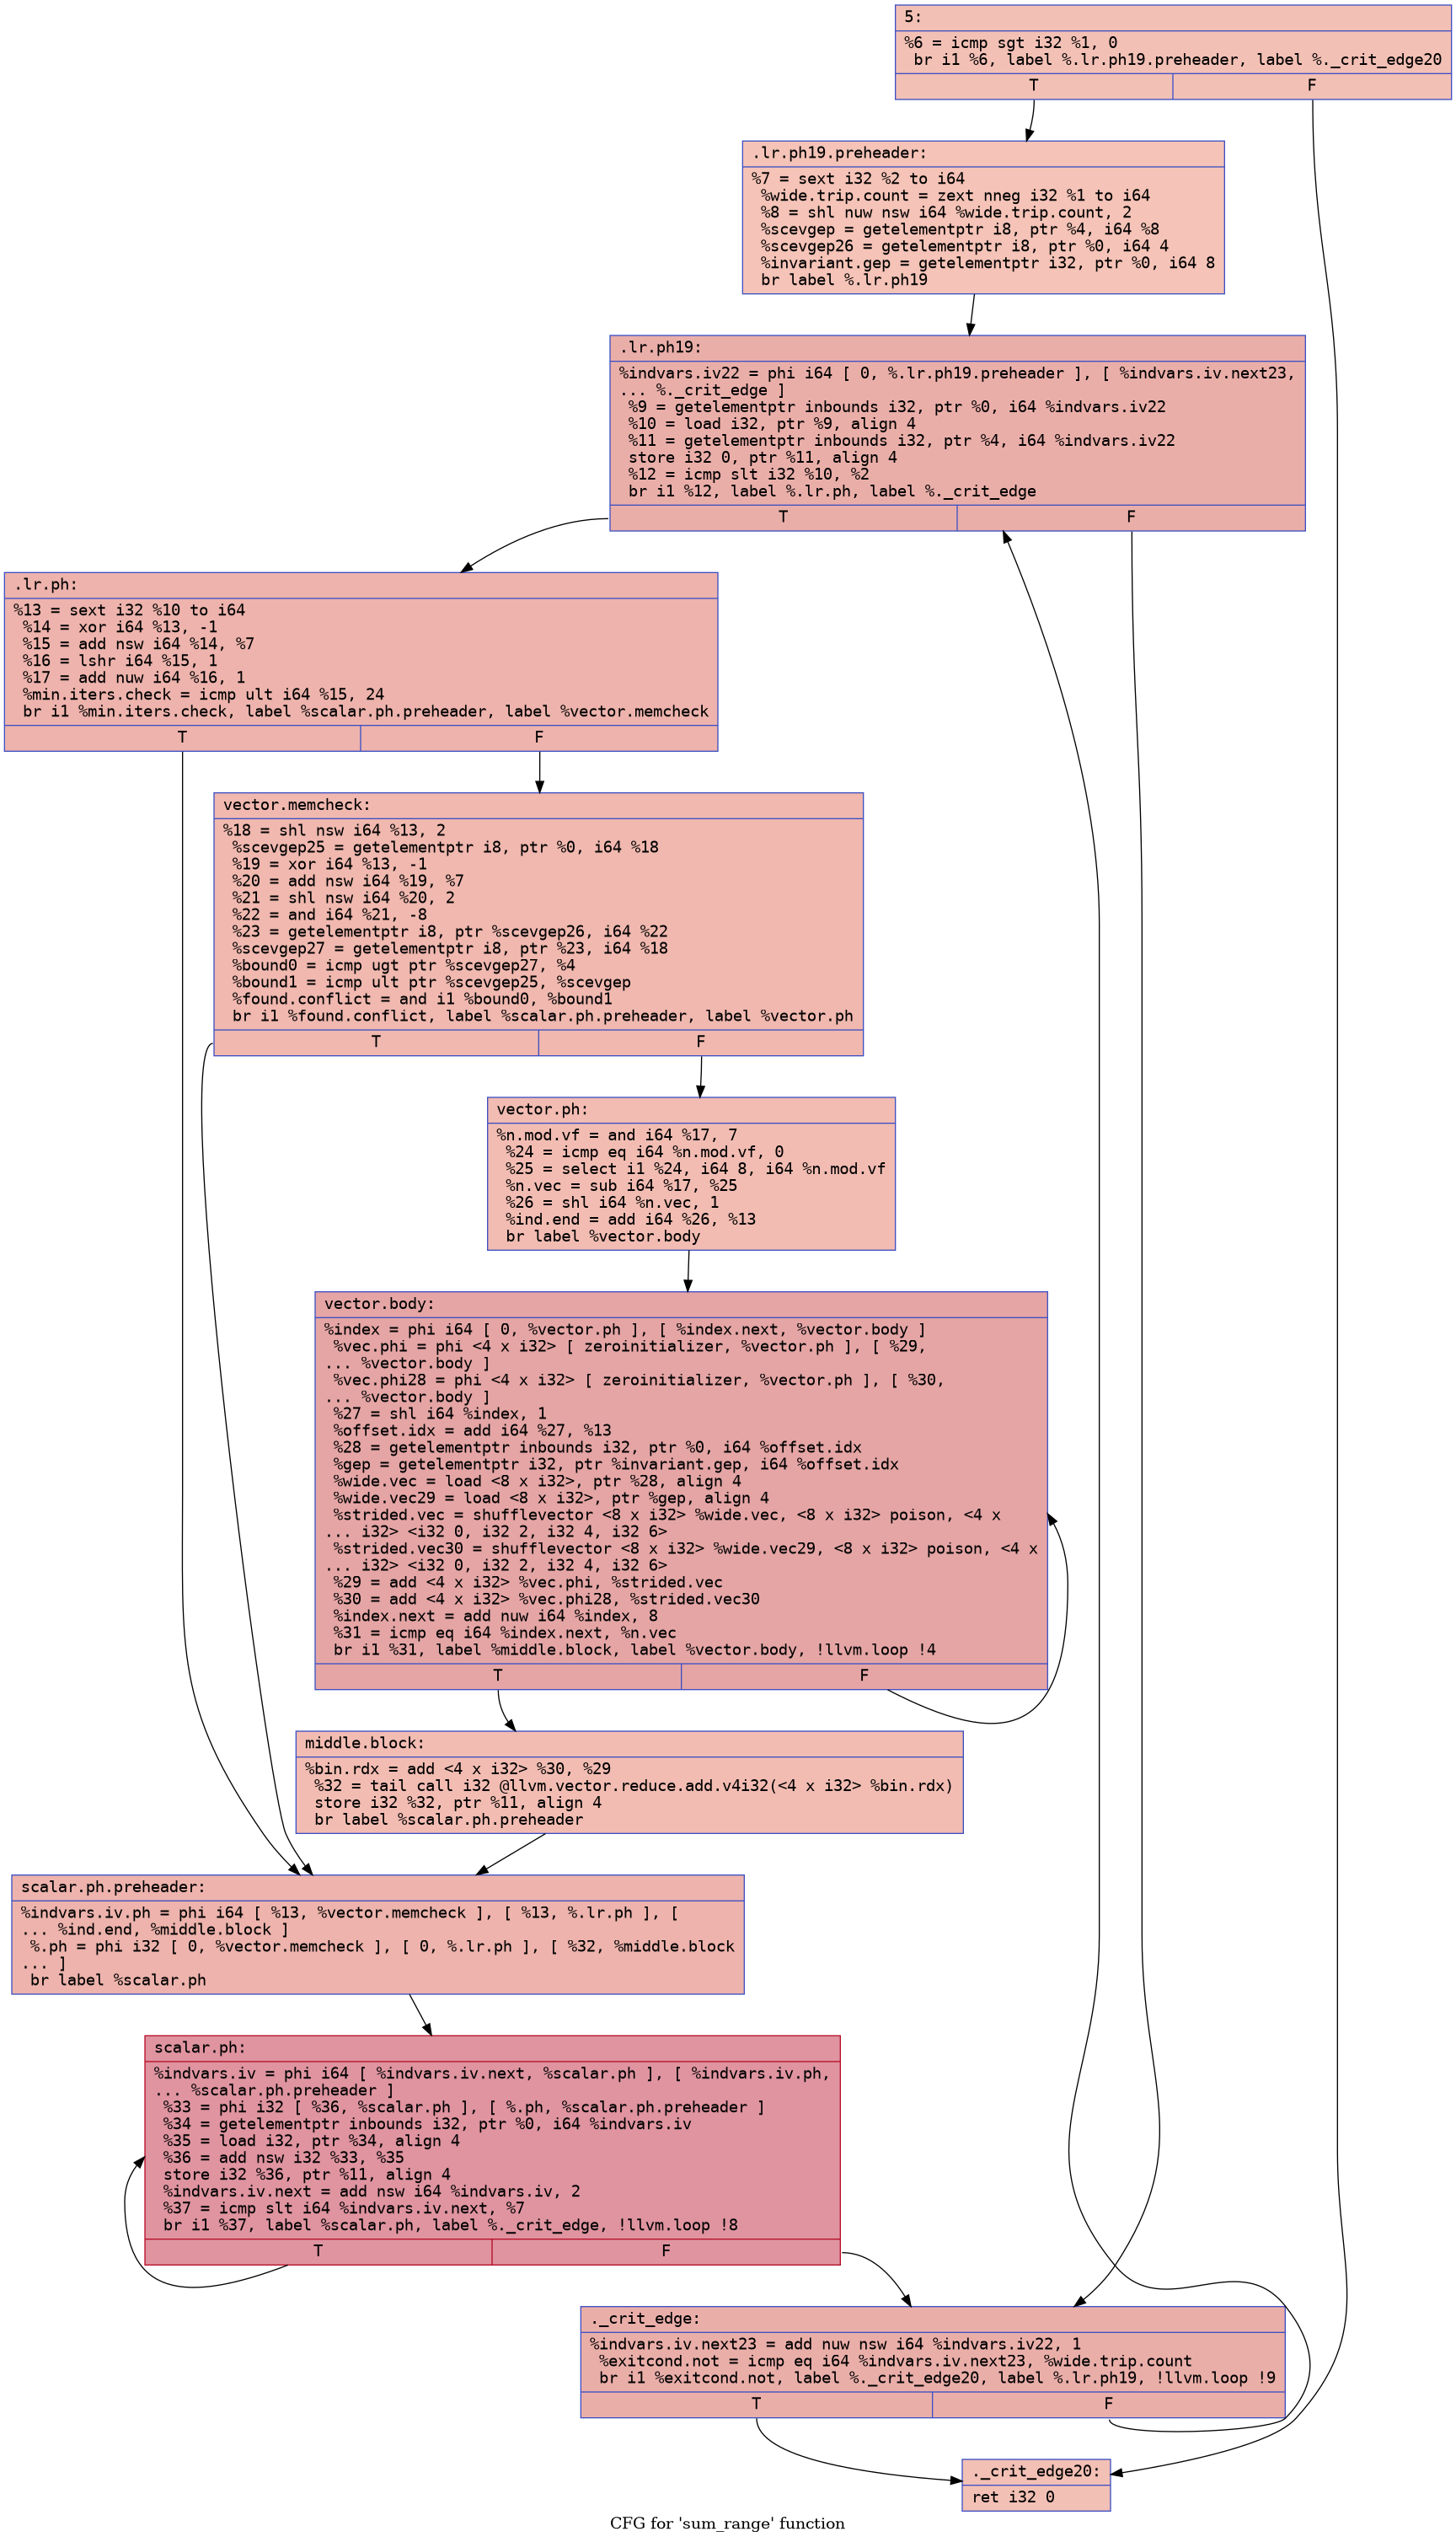 5:
%6 = icmp sgt i32 %1, 0
br i1 %6, label %.lr.ph19.preheader, label %._crit_edge20
T F
.lr.ph19.preheader:
%7 = sext i32 %2 to i64
%wide.trip.count = zext nneg i32 %1 to i64
%8 = shl nuw nsw i64 %wide.trip.count, 2
%scevgep = getelementptr i8, ptr %4, i64 %8
%scevgep26 = getelementptr i8, ptr %0, i64 4
%invariant.gep = getelementptr i32, ptr %0, i64 8
br label %.lr.ph19
.lr.ph19:
%indvars.iv22 = phi i64 [ 0, %.lr.ph19.preheader ], [ %indvars.iv.next23,
... %._crit_edge ]
%9 = getelementptr inbounds i32, ptr %0, i64 %indvars.iv22
%10 = load i32, ptr %9, align 4
%11 = getelementptr inbounds i32, ptr %4, i64 %indvars.iv22
store i32 0, ptr %11, align 4
%12 = icmp slt i32 %10, %2
br i1 %12, label %.lr.ph, label %._crit_edge
T F
.lr.ph:
%13 = sext i32 %10 to i64
%14 = xor i64 %13, -1
%15 = add nsw i64 %14, %7
%16 = lshr i64 %15, 1
%17 = add nuw i64 %16, 1
%min.iters.check = icmp ult i64 %15, 24
br i1 %min.iters.check, label %scalar.ph.preheader, label %vector.memcheck
T F
vector.memcheck:
%18 = shl nsw i64 %13, 2
%scevgep25 = getelementptr i8, ptr %0, i64 %18
%19 = xor i64 %13, -1
%20 = add nsw i64 %19, %7
%21 = shl nsw i64 %20, 2
%22 = and i64 %21, -8
%23 = getelementptr i8, ptr %scevgep26, i64 %22
%scevgep27 = getelementptr i8, ptr %23, i64 %18
%bound0 = icmp ugt ptr %scevgep27, %4
%bound1 = icmp ult ptr %scevgep25, %scevgep
%found.conflict = and i1 %bound0, %bound1
br i1 %found.conflict, label %scalar.ph.preheader, label %vector.ph
T F
vector.ph:
%n.mod.vf = and i64 %17, 7
%24 = icmp eq i64 %n.mod.vf, 0
%25 = select i1 %24, i64 8, i64 %n.mod.vf
%n.vec = sub i64 %17, %25
%26 = shl i64 %n.vec, 1
%ind.end = add i64 %26, %13
br label %vector.body
vector.body:
%index = phi i64 [ 0, %vector.ph ], [ %index.next, %vector.body ]
%vec.phi = phi <4 x i32> [ zeroinitializer, %vector.ph ], [ %29,
... %vector.body ]
%vec.phi28 = phi <4 x i32> [ zeroinitializer, %vector.ph ], [ %30,
... %vector.body ]
%27 = shl i64 %index, 1
%offset.idx = add i64 %27, %13
%28 = getelementptr inbounds i32, ptr %0, i64 %offset.idx
%gep = getelementptr i32, ptr %invariant.gep, i64 %offset.idx
%wide.vec = load <8 x i32>, ptr %28, align 4
%wide.vec29 = load <8 x i32>, ptr %gep, align 4
%strided.vec = shufflevector <8 x i32> %wide.vec, <8 x i32> poison, <4 x
... i32> <i32 0, i32 2, i32 4, i32 6>
%strided.vec30 = shufflevector <8 x i32> %wide.vec29, <8 x i32> poison, <4 x
... i32> <i32 0, i32 2, i32 4, i32 6>
%29 = add <4 x i32> %vec.phi, %strided.vec
%30 = add <4 x i32> %vec.phi28, %strided.vec30
%index.next = add nuw i64 %index, 8
%31 = icmp eq i64 %index.next, %n.vec
br i1 %31, label %middle.block, label %vector.body, !llvm.loop !4
T F
middle.block:
%bin.rdx = add <4 x i32> %30, %29
%32 = tail call i32 @llvm.vector.reduce.add.v4i32(<4 x i32> %bin.rdx)
store i32 %32, ptr %11, align 4
br label %scalar.ph.preheader
scalar.ph.preheader:
%indvars.iv.ph = phi i64 [ %13, %vector.memcheck ], [ %13, %.lr.ph ], [
... %ind.end, %middle.block ]
%.ph = phi i32 [ 0, %vector.memcheck ], [ 0, %.lr.ph ], [ %32, %middle.block
... ]
br label %scalar.ph
scalar.ph:
%indvars.iv = phi i64 [ %indvars.iv.next, %scalar.ph ], [ %indvars.iv.ph,
... %scalar.ph.preheader ]
%33 = phi i32 [ %36, %scalar.ph ], [ %.ph, %scalar.ph.preheader ]
%34 = getelementptr inbounds i32, ptr %0, i64 %indvars.iv
%35 = load i32, ptr %34, align 4
%36 = add nsw i32 %33, %35
store i32 %36, ptr %11, align 4
%indvars.iv.next = add nsw i64 %indvars.iv, 2
%37 = icmp slt i64 %indvars.iv.next, %7
br i1 %37, label %scalar.ph, label %._crit_edge, !llvm.loop !8
T F
._crit_edge:
%indvars.iv.next23 = add nuw nsw i64 %indvars.iv22, 1
%exitcond.not = icmp eq i64 %indvars.iv.next23, %wide.trip.count
br i1 %exitcond.not, label %._crit_edge20, label %.lr.ph19, !llvm.loop !9
T F
._crit_edge20:
ret i32 0
CFG for 'sum_range' function